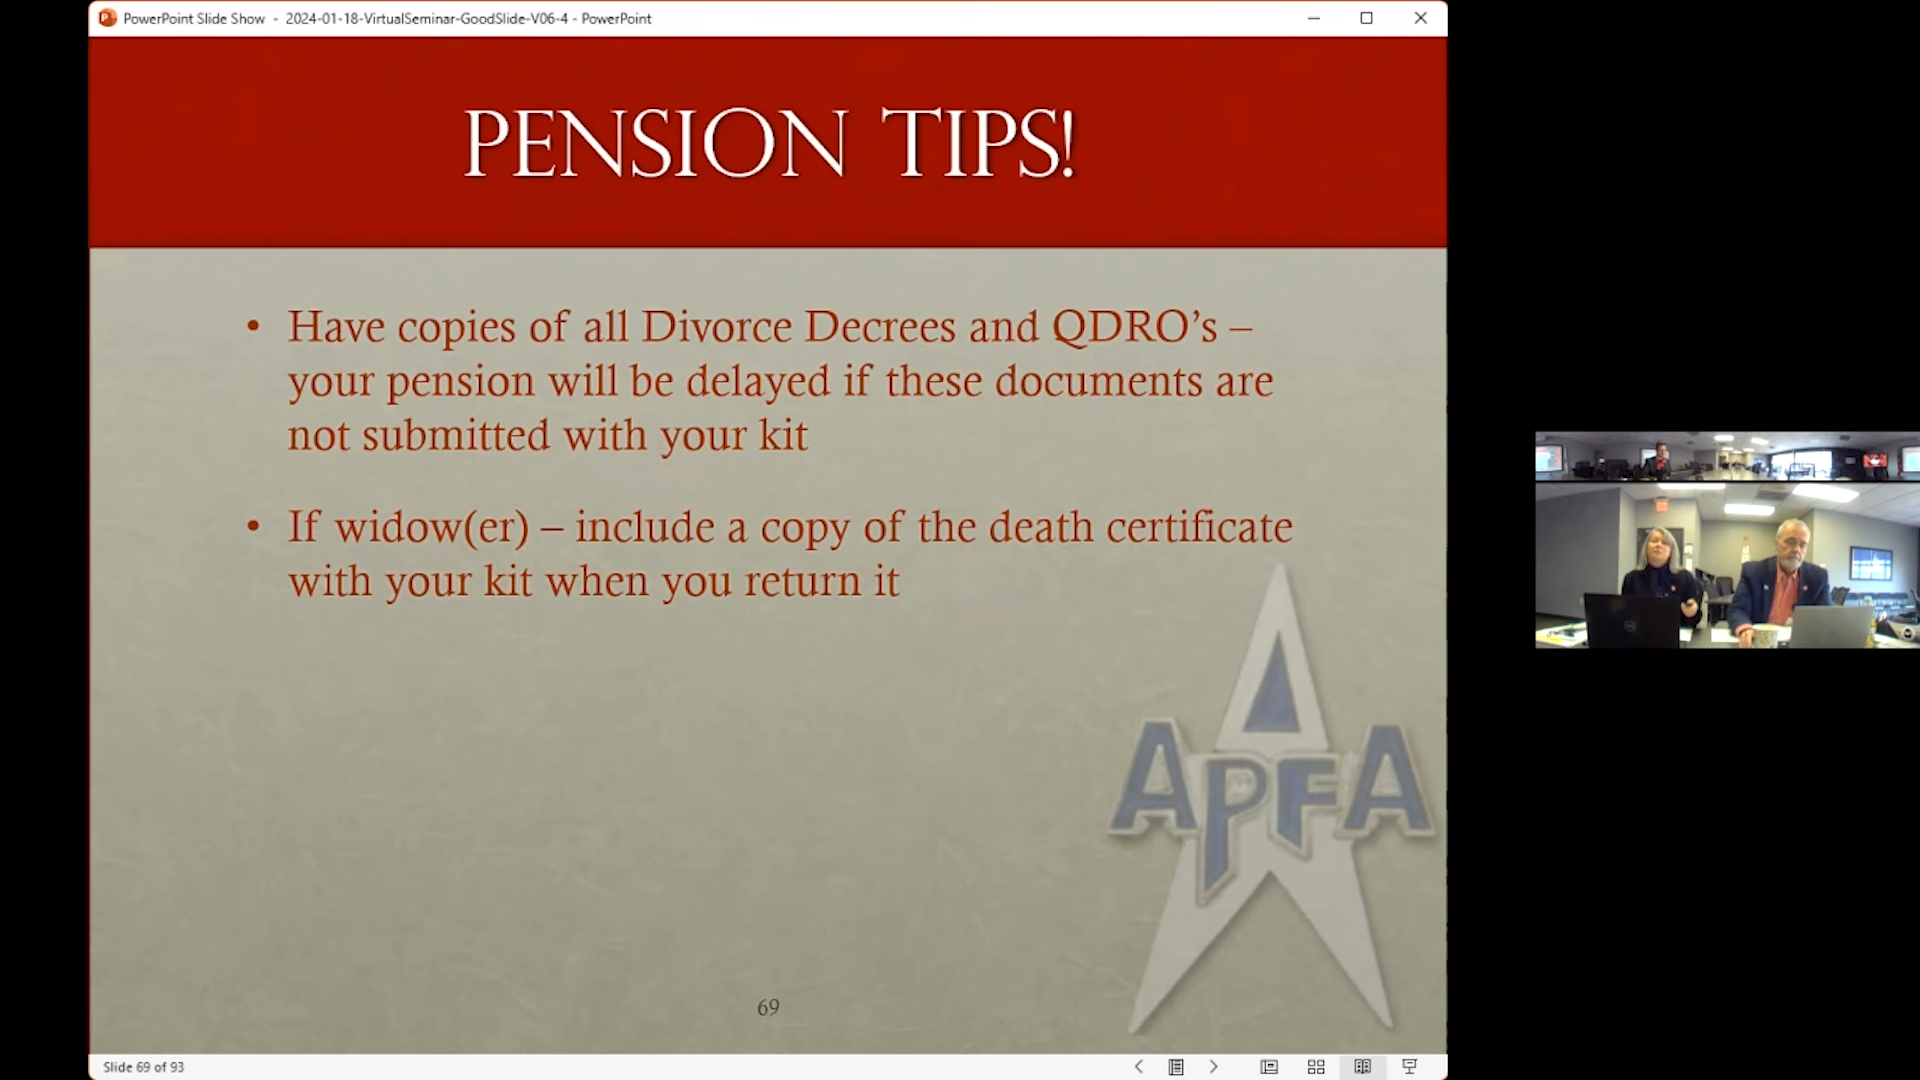 PowerPoint Slide Show - 2024-01-18-VirtualSeminar-GoodSlide-V06-4 - PowerPoint
PENSION TIPS!
• Have copies of all Divorce Decrees and QDRO’s –
your pension will be delayed if these documents are
not submitted with your kit
• If widow(er) – include a copy of the death certificate
with your kit when you return it
APFA
69
Slide 69 of 93